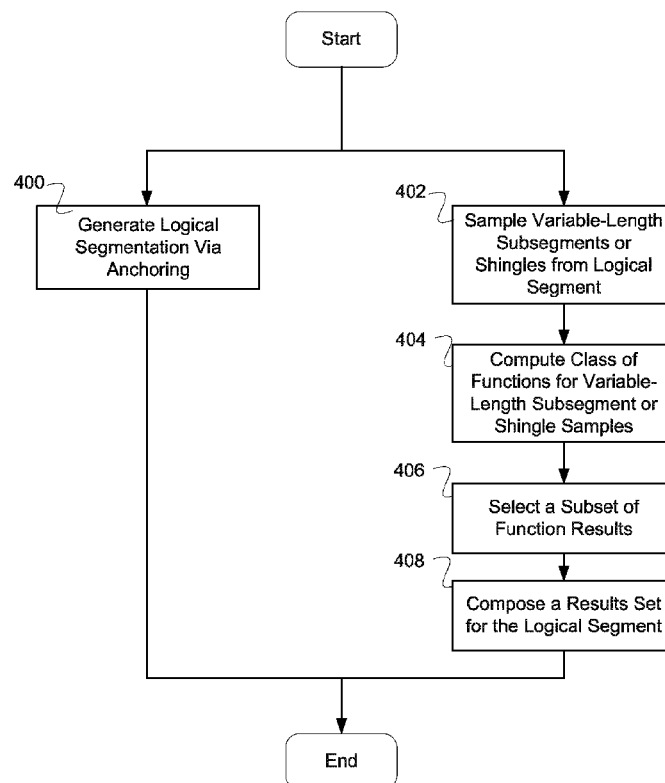 Start
400
Generate Logical
Segmentation Via
Anchoring
402
Sample Variable-Length
Subsegments or
Shingles from Logical
Segment
404
Compute Class of
Functions for Variable-
Length Subsegment or
Shingle Samples
406
Select a Subset of
Function Results
408
Compose a Results Set
for the Logical Segment
End